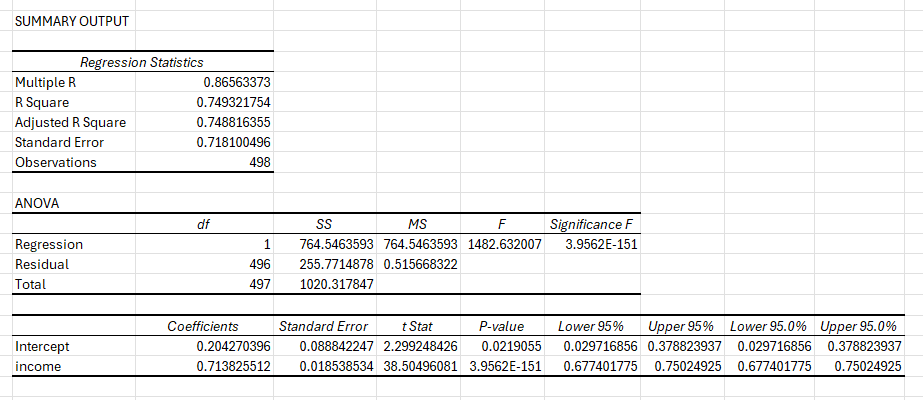 SUMMARY OUTPUT
Regression Statistics
Multiple R 0.86563373
R Square 0.749321754
Adjusted R Square 0.748816355
Standard Error 0.718100496
Observations 498
ANOVA
df SS MS F Significance F
Regression 1 764.5463593 764.5463593 1482.632007 3.9562E-151
Residual 496 255.7714878 0.515668322
Total 497 1020.317847
Coefficients Standard Error t Stat P-value Lower 95% Upper 95% Lower 95.0% Upper 95.0%
Intercept 0.204270396 0.088842247 2.299248426 0.0219055 0.029716856 0.378823937 0.029716856 0.378823937
income 0.713825512 0.018538534 38.50496081 3.9562E-151 0.677401775 0.75024925 0.677401775 0.75024925